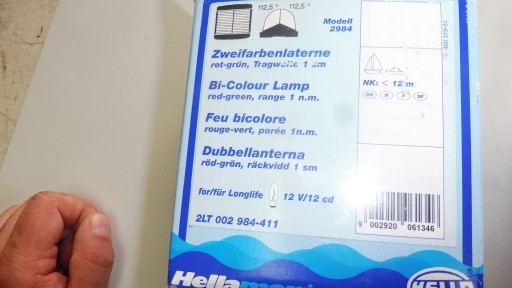 112,5° 112,5°
Modell
2984
Zweifarbenlaterne
rot-grün, Tragweite 1 sm
Bi-Colour Lamp
red-green, range 1 n.m.
Feu bicolore
rouge-vert, porée 1n.m.
Dubbellanterna
röd-grön, räckvidd 1 sm
for/für Longlife 12 V/12 cd
2LT 002 984-411
NK: < 12 m
9 002920 061346
Hellamarine
HELLA